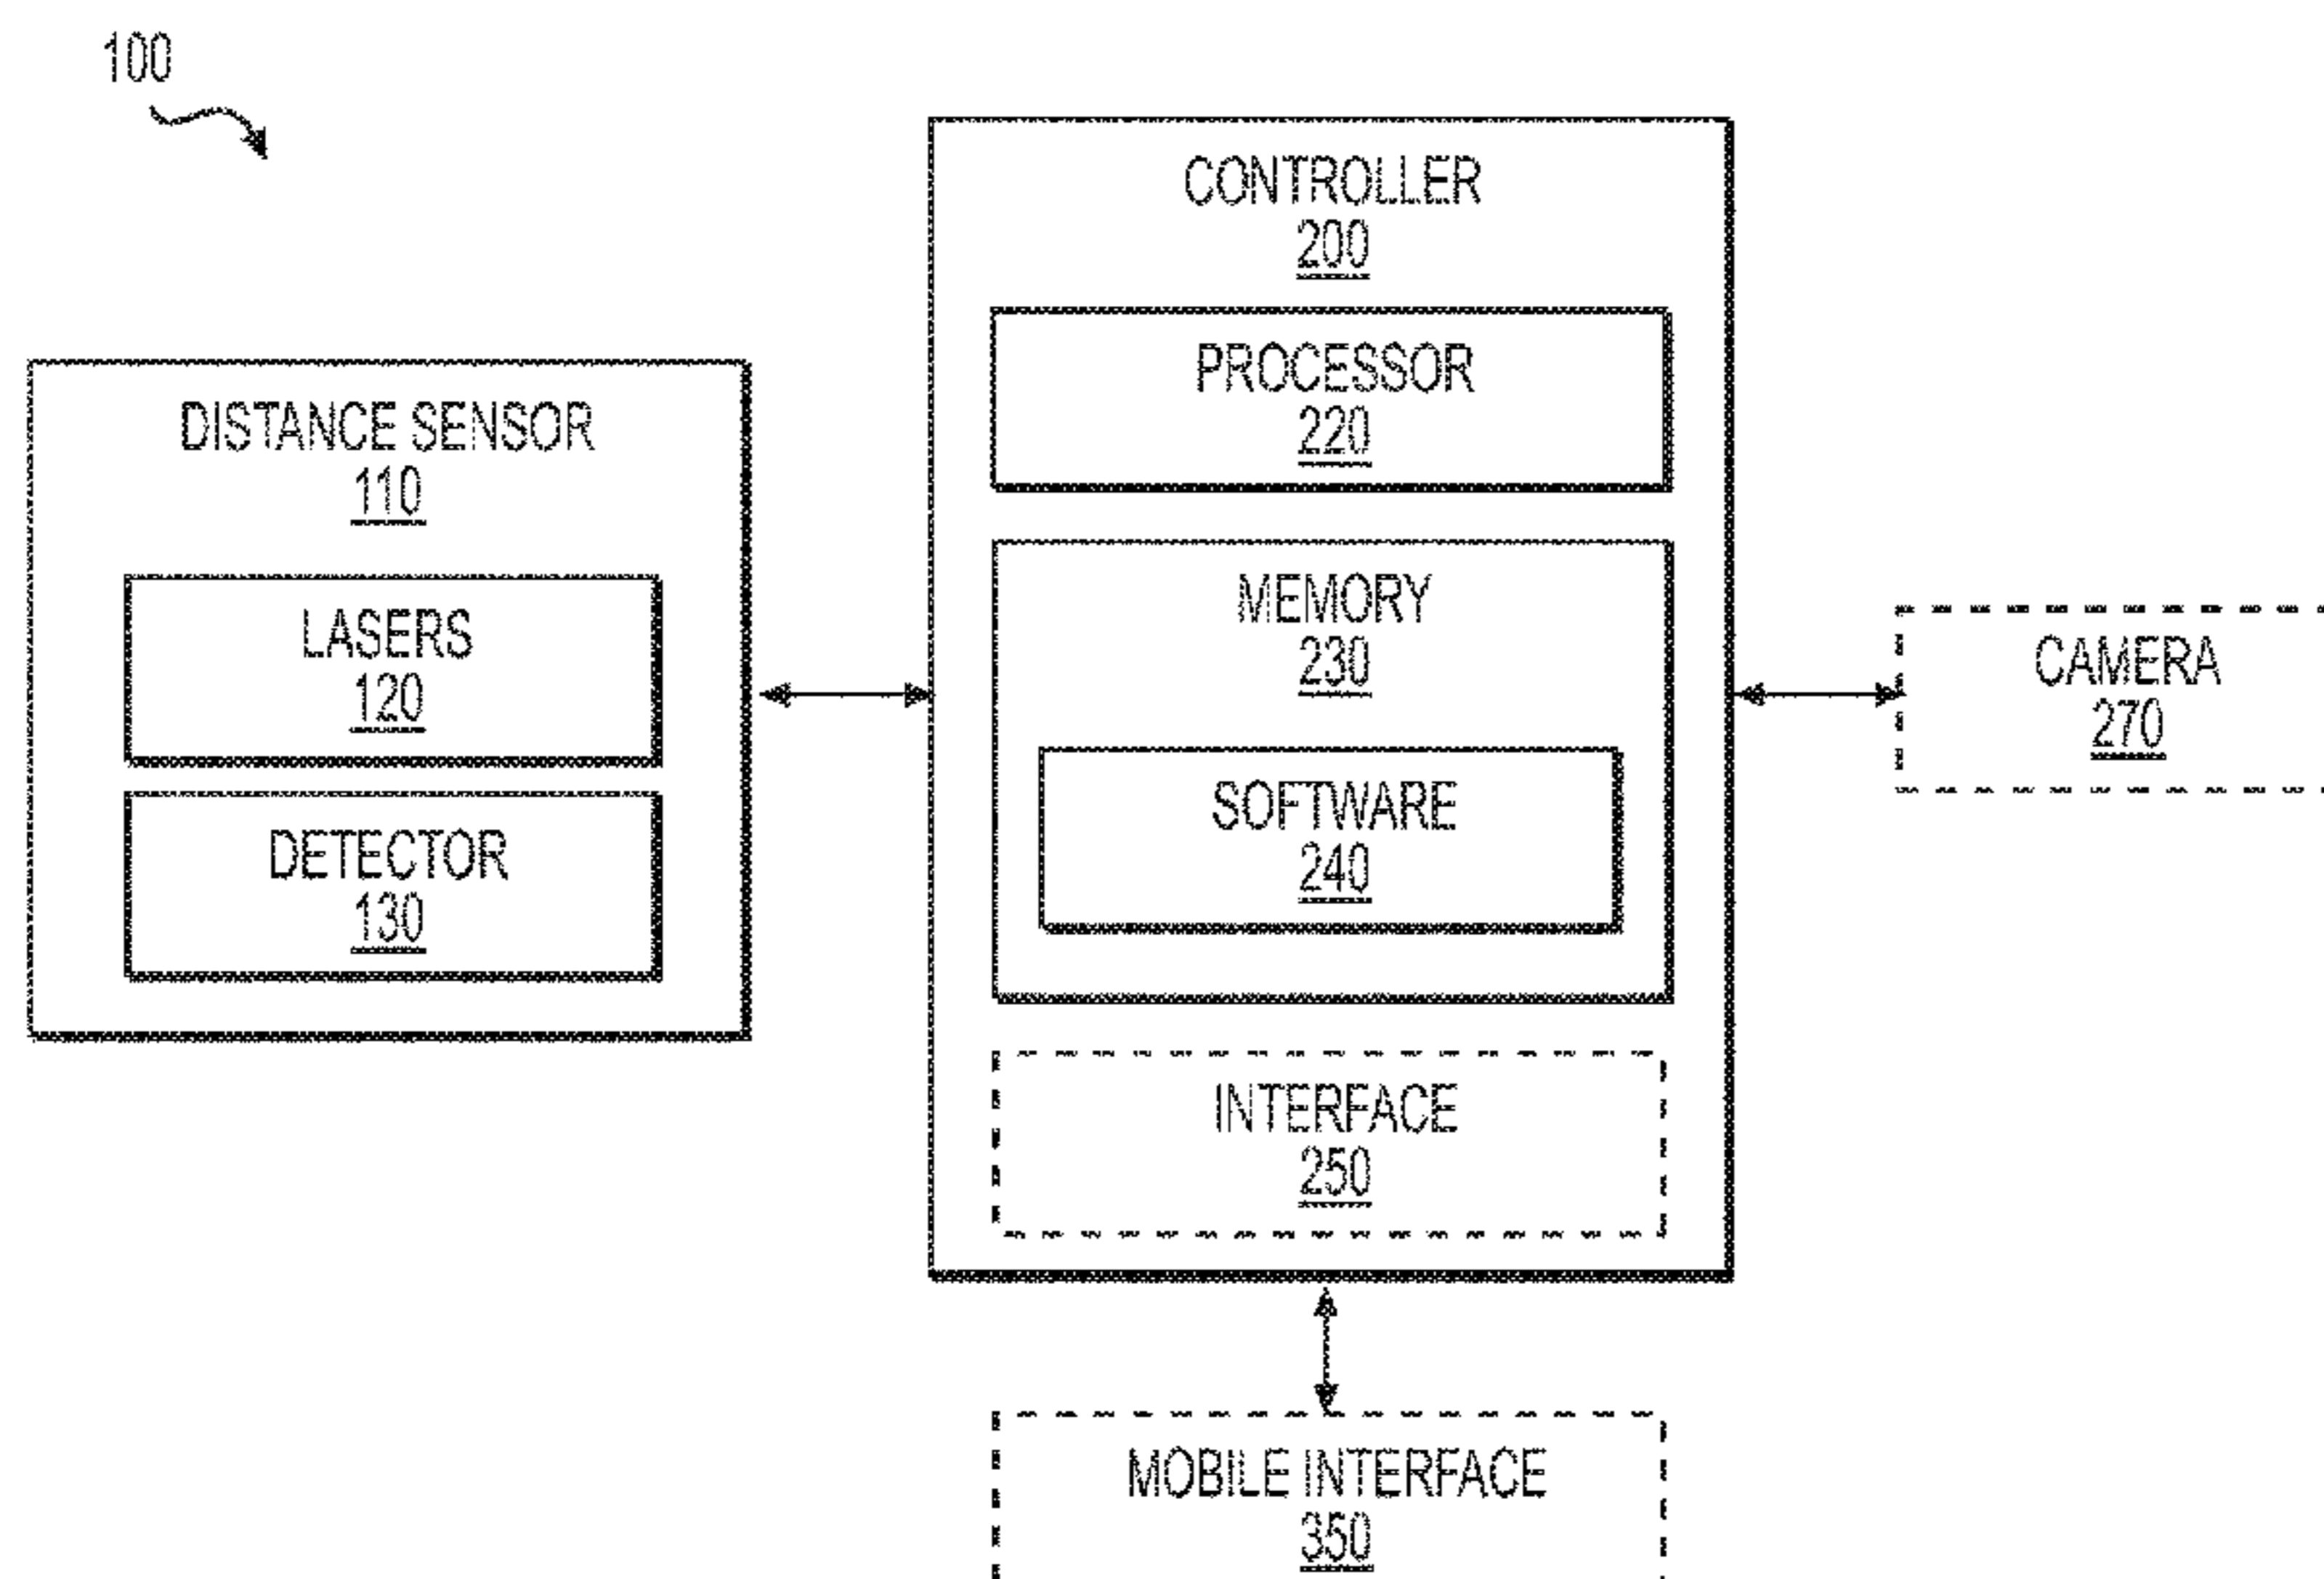 100
CONTROLLER
200
PROCESSOR
220
DISTANCE SENSOR
110
LASERS
120
DETECTOR
130
MEMORY
230
SOFTWARE
240
CAMERA
270
INTERFACE
250
MOBILE INTERFACE
350